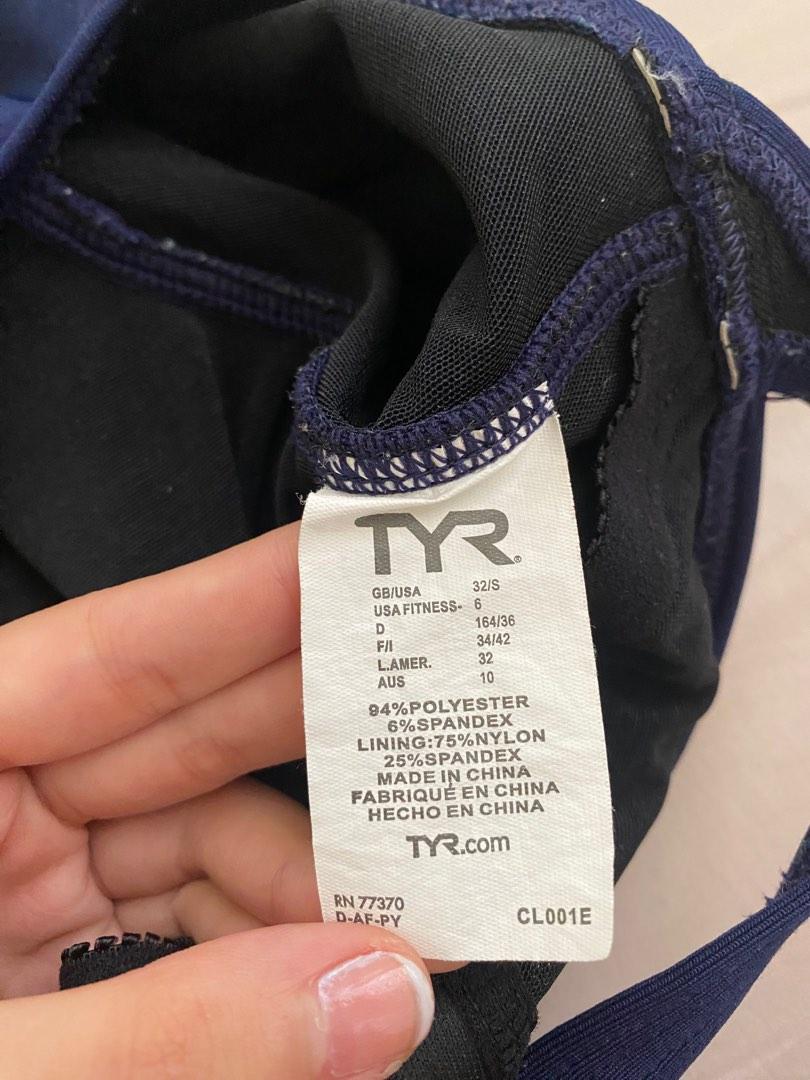 TYR®
GB/USA 32/S
USA FITNESS- 6
D 164/36
F/I 34/42
L.AMER. 32
AUS 10
94%POLYESTER
6%SPANDEX
LINING:75%NYLON
25%SPANDEX
MADE IN CHINA
FABRIQUÉ EN CHINA
HECHO EN CHINA
TYR.com
RN 77370
D-AF-PY CL001E